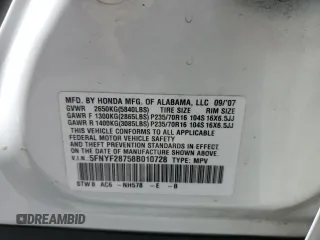 MFD. BY HONDA MFG. OF ALABAMA, LLC 09/'07
GVWR 2650KG(5840LBS) TIRE SIZE RIM SIZE
GAWR F 1300KG(2865LBS) P235/70R16 104S 16X6.5JJ
GAWR R 1400KG(3085LBS) P235/70R16 104S 16X6.5JJ
THIS VEHICLE CONFORMS TO ALL APPLICABLE
FEDERAL MOTOR VEHICLE SAFETY AND THEFT
PREVENTION STANDARDS IN EFFECT ON THE DATE
OF MANUFACTURE SHOWN ABOVE.
5FNYF28758B010728 TYPE: MPV
STW8 AC6 -NH578 -E -B
DREAMBID